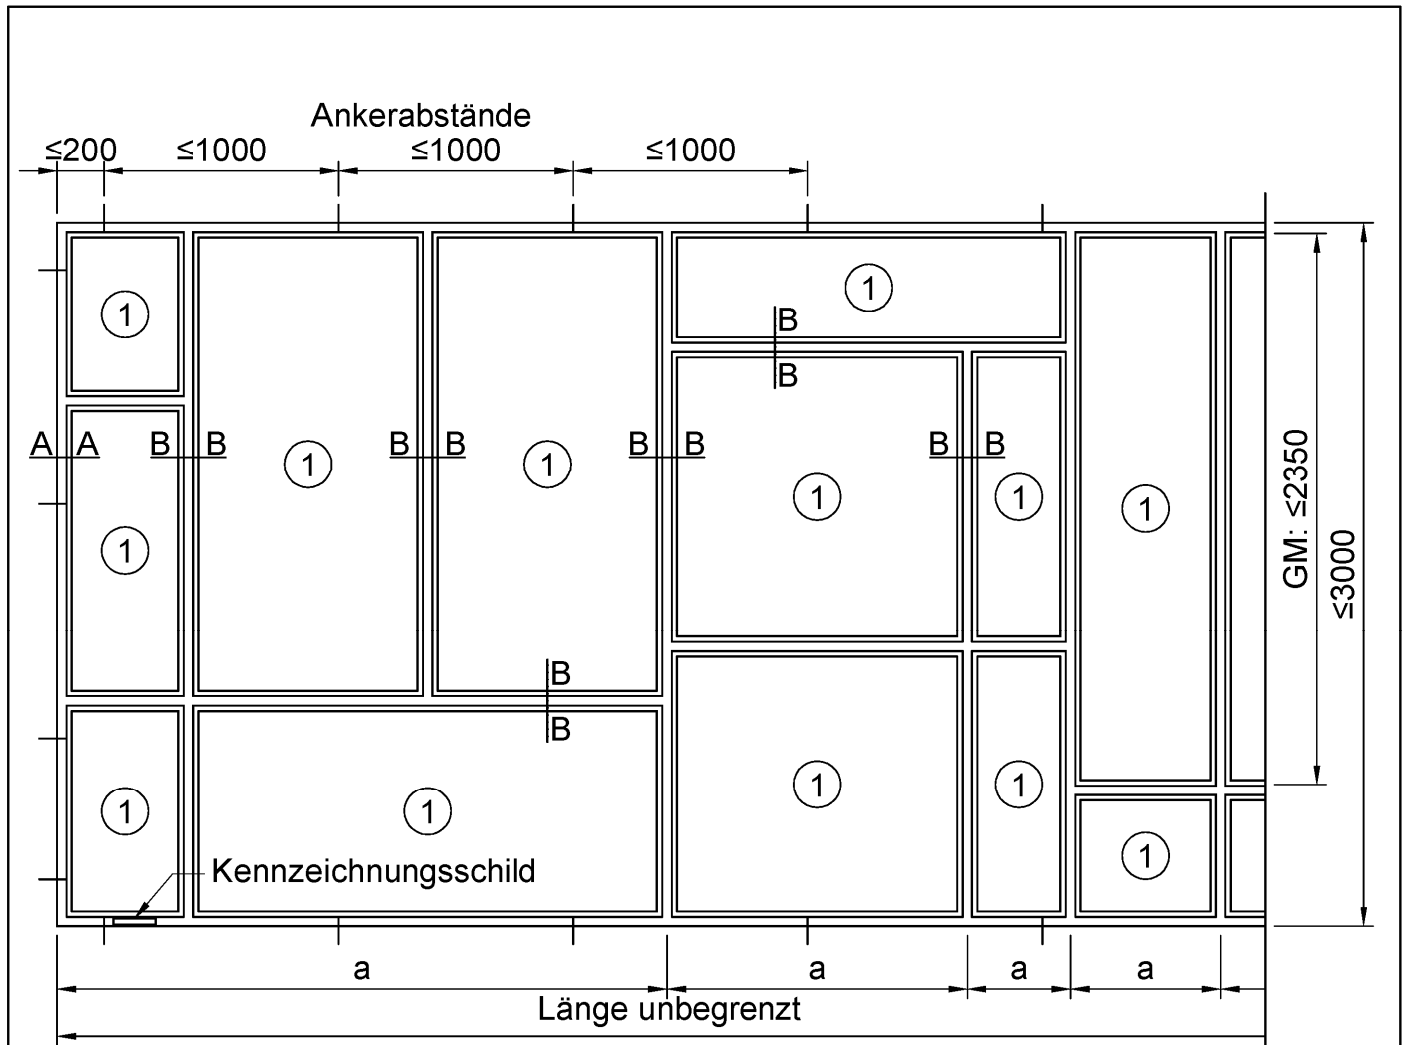 Ankerabstände
≤200 ≤1000 ≤1000 ≤1000
1 1
B
B
A A B B B B B B B B
1 1 1 1 1
1
1
GM: ≤2350
≤3000
B
B
1 1 1 1
1
Kennzeichnungsschild
a a a a
Länge unbegrenzt